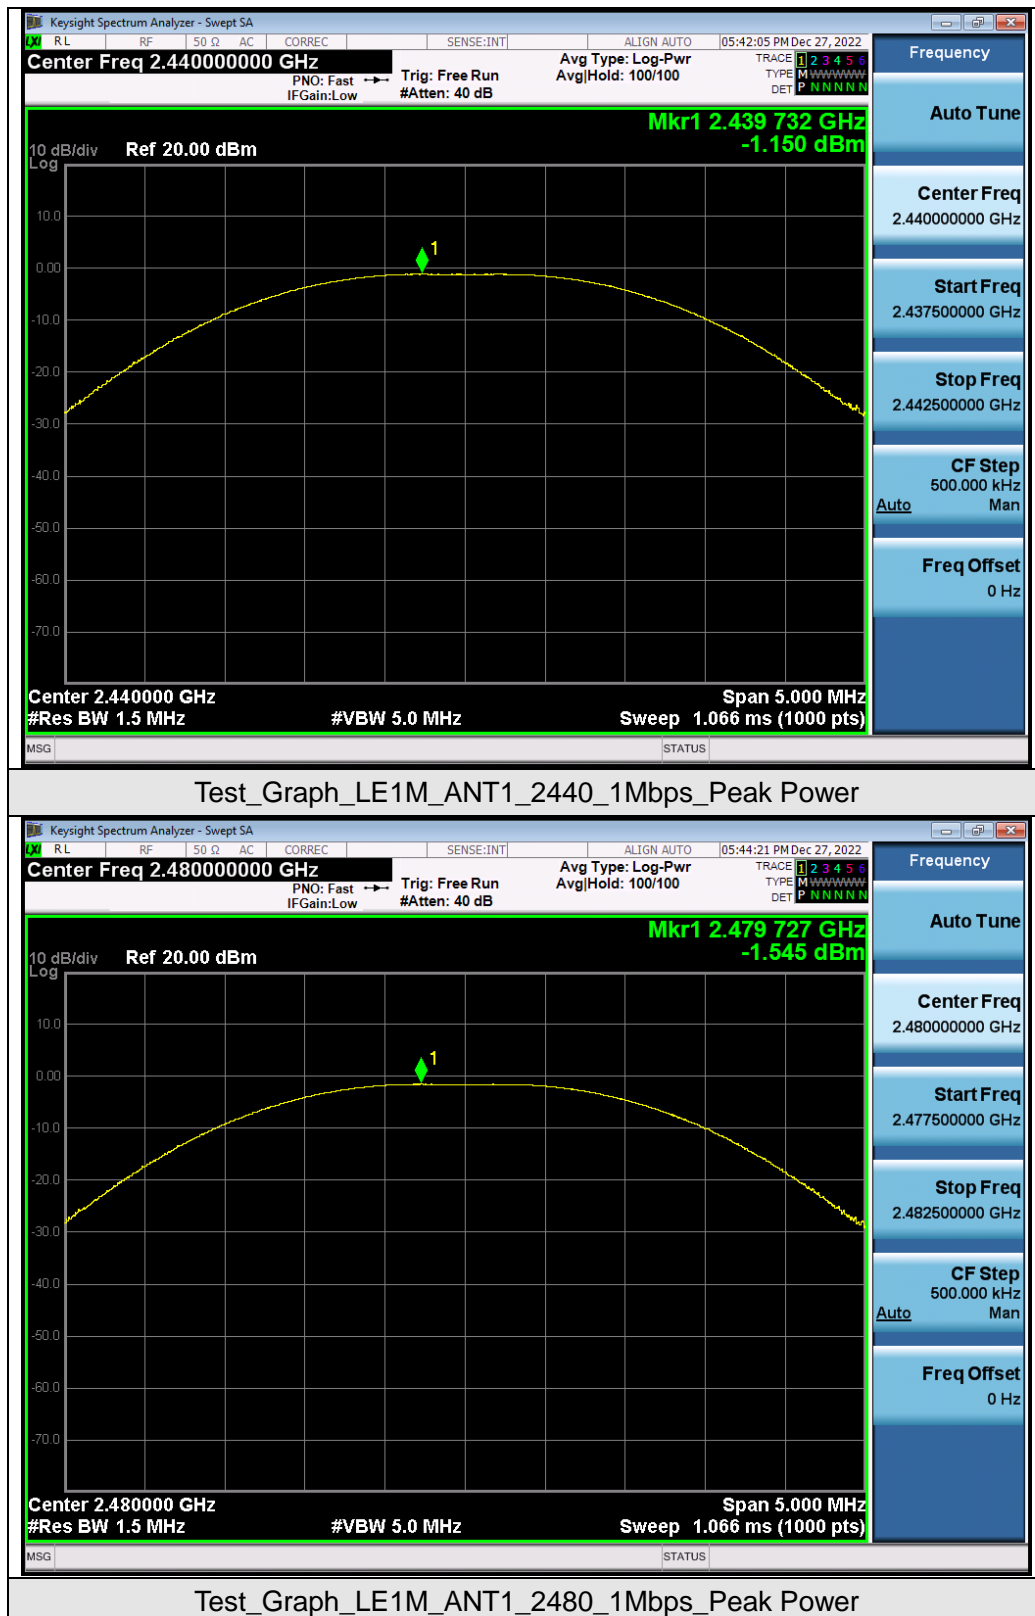 Keysight Spectrum Analyzer - Swept SA
LXI RL RF 50 Ω AC CORREC SENSE:INT ALIGN AUTO 05:42:05 PM Dec 27, 2022
Center Freq 2.440000000 GHz
PNO: Fast
IFGain:Low
Trig: Free Run
#Atten: 40 dB
Avg Type: Log-Pwr
Avg|Hold: 100/100
TRACE 1 2 3 4 5 6
TYPE M WWWWW
DET P N N N N N
Mkr1 2.439 732 GHz
-1.150 dBm
10 dB/div Ref 20.00 dBm
Log
10.0
1
0.00
-10.0
-20.0
-30.0
-40.0
-50.0
-60.0
-70.0
Center 2.440000 GHz Span 5.000 MHz
#Res BW 1.5 MHz #VBW 5.0 MHz Sweep 1.066 ms (1000 pts)
MSG STATUS
Frequency
Auto Tune
Center Freq
2.440000000 GHz
Start Freq
2.437500000 GHz
Stop Freq
2.442500000 GHz
CF Step
500.000 kHz
Auto Man
Freq Offset
0 Hz
Test_Graph_LE1M_ANT1_2440_1Mbps_Peak Power
Keysight Spectrum Analyzer - Swept SA
LXI RL RF 50 Ω AC CORREC SENSE:INT ALIGN AUTO 05:44:21 PM Dec 27, 2022
Center Freq 2.480000000 GHz
PNO: Fast
IFGain:Low
Trig: Free Run
#Atten: 40 dB
Avg Type: Log-Pwr
Avg|Hold: 100/100
TRACE 1 2 3 4 5 6
TYPE M WWWWW
DET P N N N N N
Mkr1 2.479 727 GHz
-1.545 dBm
10 dB/div Ref 20.00 dBm
Log
10.0
1
0.00
-10.0
-20.0
-30.0
-40.0
-50.0
-60.0
-70.0
Center 2.480000 GHz Span 5.000 MHz
#Res BW 1.5 MHz #VBW 5.0 MHz Sweep 1.066 ms (1000 pts)
MSG STATUS
Frequency
Auto Tune
Center Freq
2.480000000 GHz
Start Freq
2.477500000 GHz
Stop Freq
2.482500000 GHz
CF Step
500.000 kHz
Auto Man
Freq Offset
0 Hz
Test_Graph_LE1M_ANT1_2480_1Mbps_Peak Power